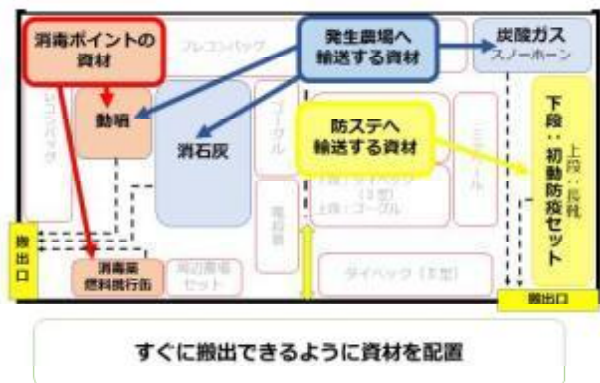 消毒ポイントの
資材
フレコンバッグ
発生農場へ
輸送する資材
炭酸ガス
スノーホーン
動噴
消石灰
ゴーグル
防ステへ
輸送する資材
上段：ゴーグル
下段：初動防疫セット
上段：長靴
搬出口
消毒薬
燃料携行缶
周辺農場
セット
タイベック（Ⅱ型）
搬出口
すぐに搬出できるように資材を配置